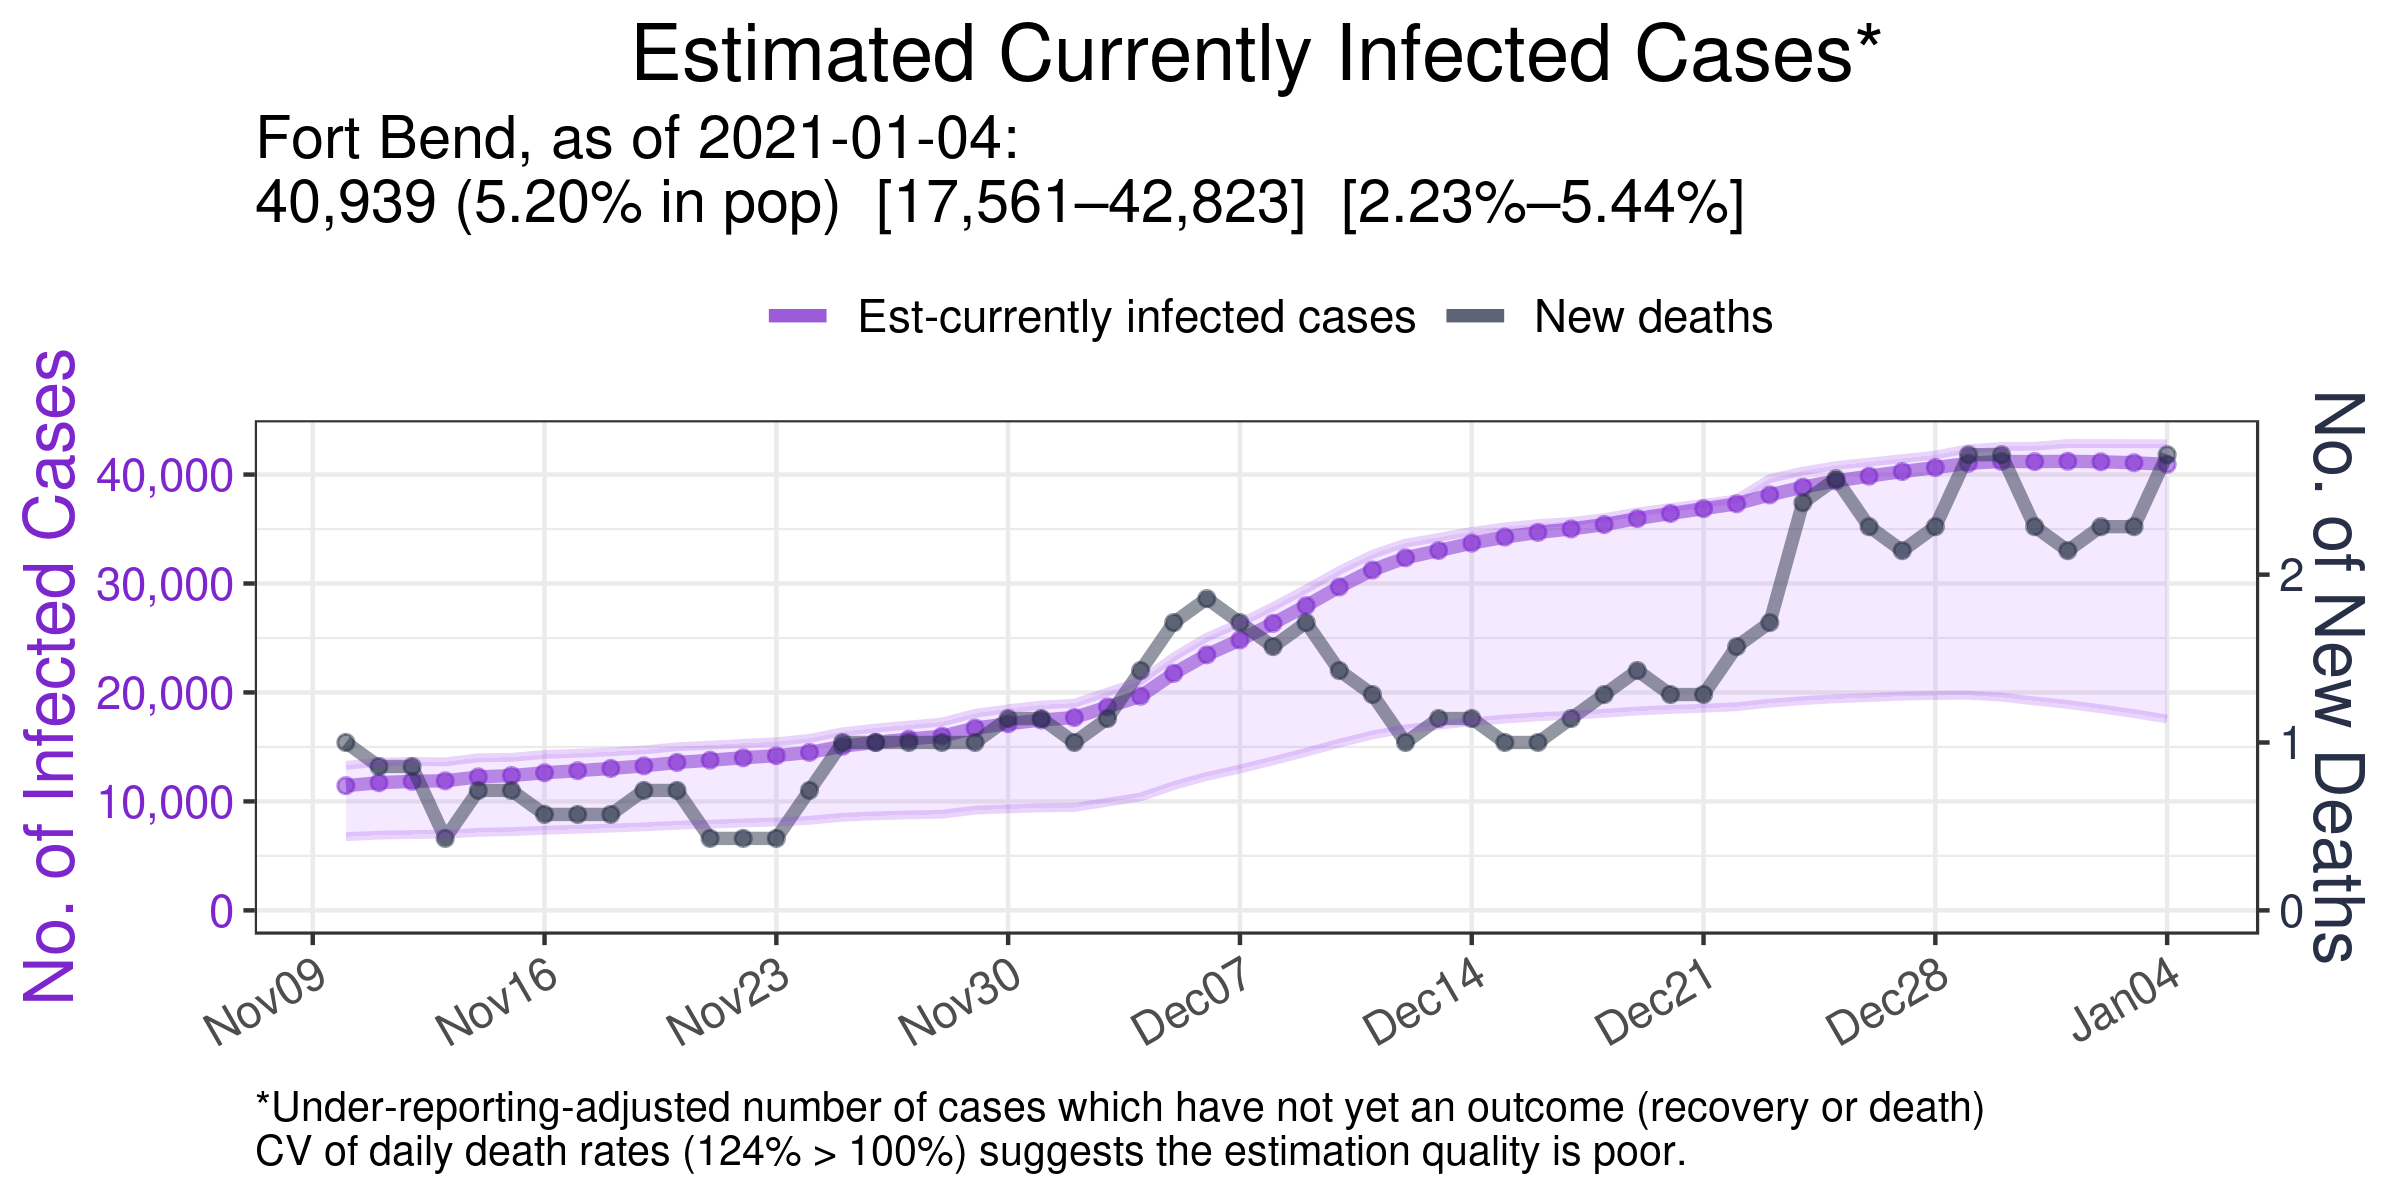 Estimated Currently Infected Cases*
Fort Bend, as of 2021-01-04:
40,939 (5.20% in pop)  [17,561–42,823]  [2.23%–5.44%]
Est-currently infected cases
New deaths
No. of Infected Cases
40,000
30,000
20,000
10,000
0
No. of New Deaths
2
1
0
Nov09
Nov16
Nov23
Nov30
Dec07
Dec14
Dec21
Dec28
Jan04
*Under-reporting-adjusted number of cases which have not yet an outcome (recovery or death)
CV of daily death rates (124% > 100%) suggests the estimation quality is poor.